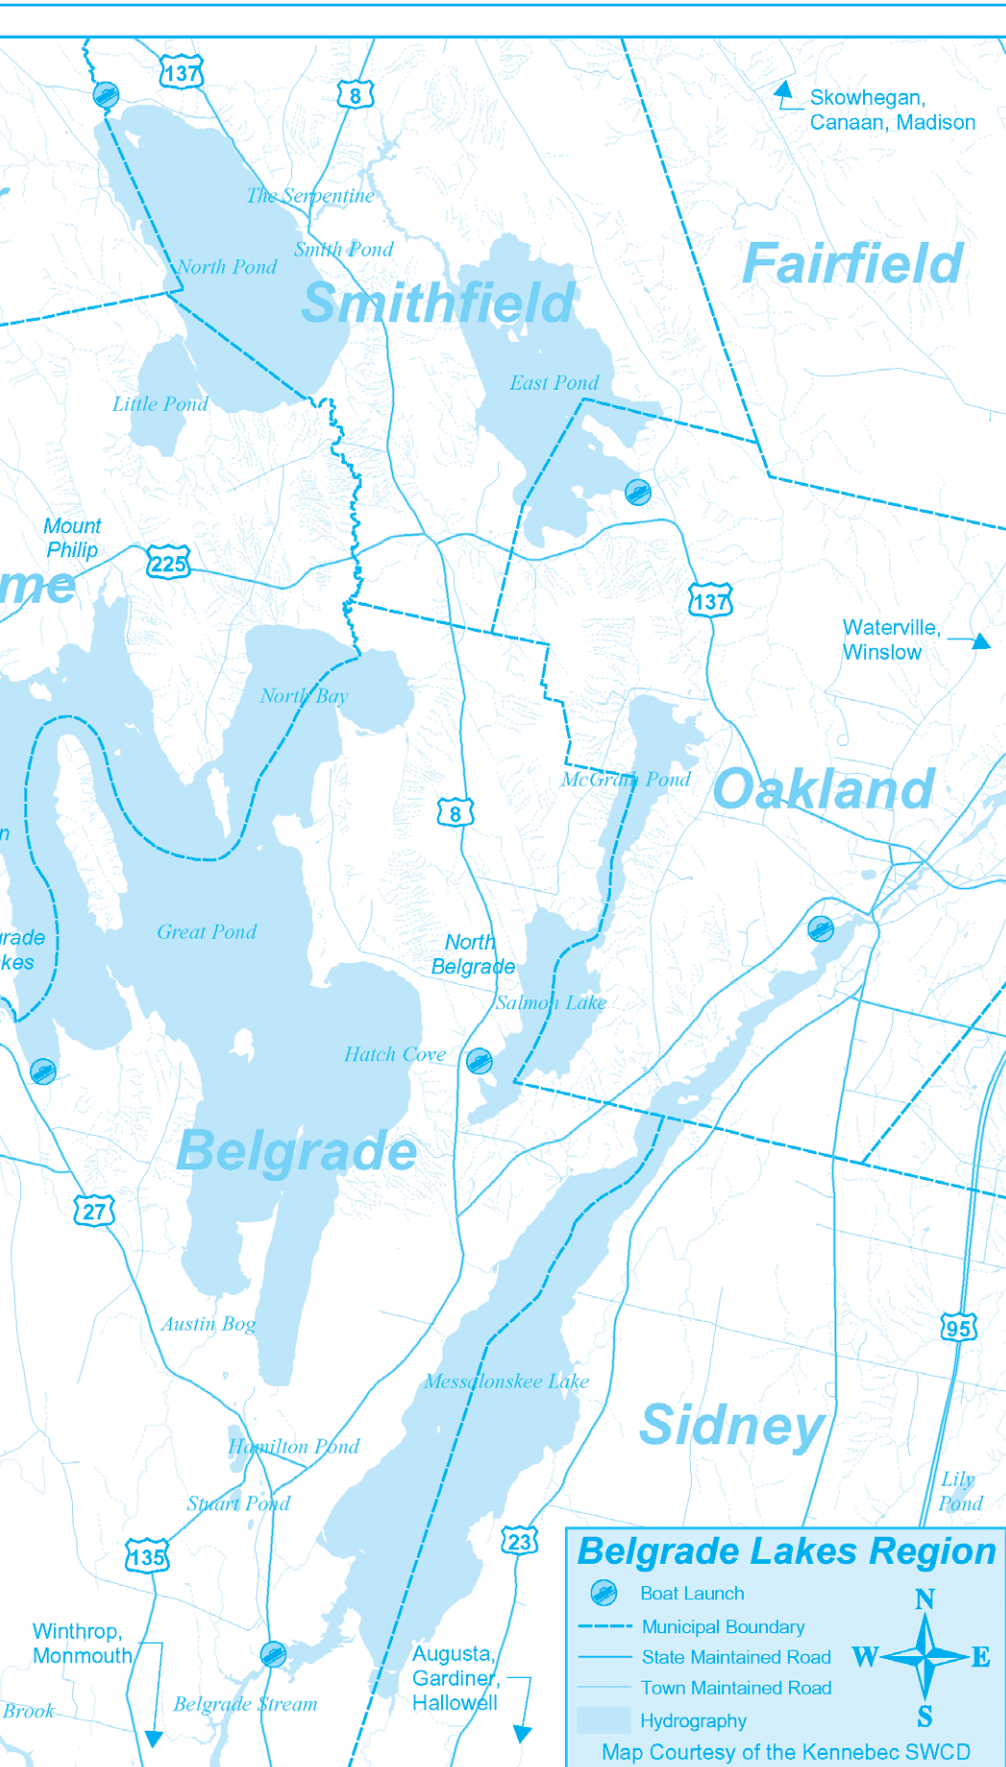 137
8
Skowhegan,
Canaan, Madison
The Serpentine
Smith Pond
North Pond
Fairfield
Smithfield
East Pond
Little Pond
Mount
Philip
225
me
137
Waterville,
Winslow
North Bay
McGrath Pond
Oakland
8
n
Great Pond
grade
kes
North
Belgrade
Salmon Lake
Hatch Cove
Belgrade
27
Austin Bog
95
Messalonskee Lake
Sidney
Hamilton Pond
Stuart Pond
Lily
Pond
135
23
Winthrop,
Monmouth
Augusta,
Gardiner,
Hallowell
Belgrade Stream
Brook
Belgrade Lakes Region
Boat Launch
Municipal Boundary
State Maintained Road
Town Maintained Road
Hydrography
N
W
E
S
Map Courtesy of the Kennebec SWCD